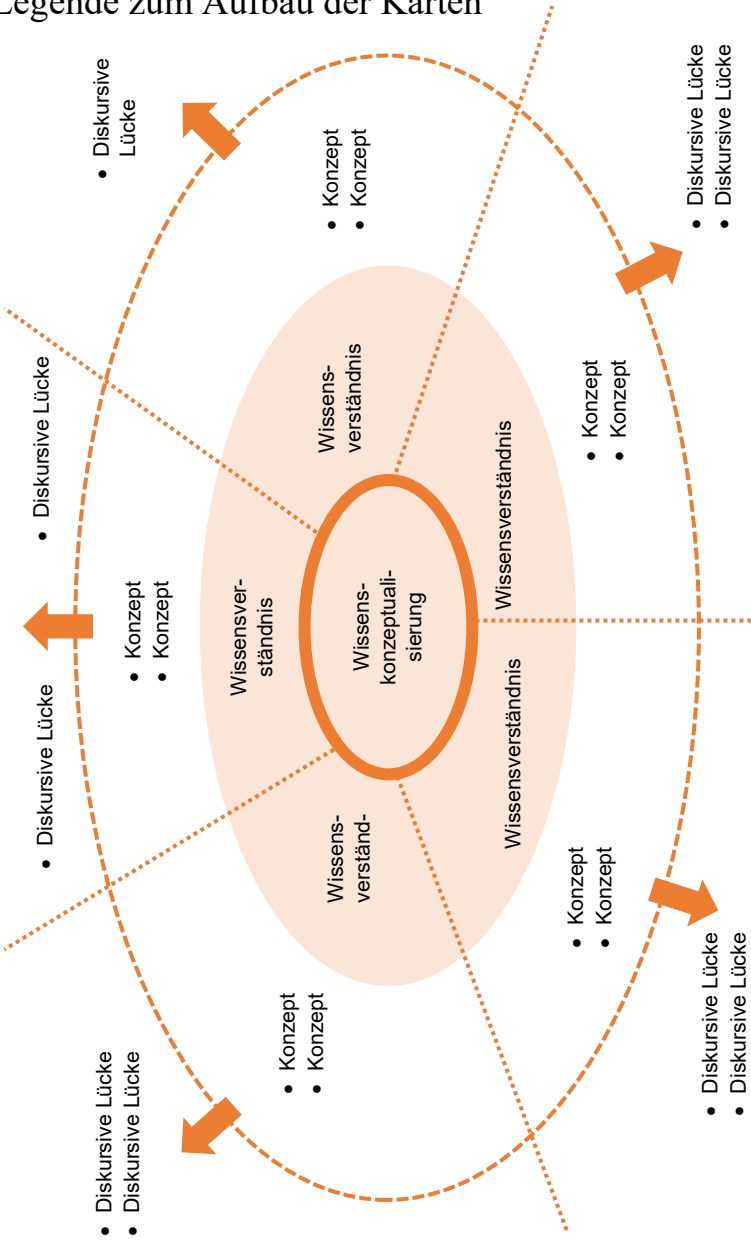 Legende zum Aufbau der Karten
• Diskursive Lücke
• Diskursive Lücke
• Diskursive Lücke
• Diskursive Lücke
• Diskursive
Lücke
• Konzept
• Konzept
Wissensver-
ständnis
• Konzept
• Konzept
Wissens-
verständ-
Wissens-
verständnis
• Konzept
• Konzept
Wissens-
konzeptuali-
sierung
Wissensverständnis
Wissensverständnis
• Konzept
• Konzept
• Konzept
• Konzept
• Diskursive Lücke
• Diskursive Lücke
• Diskursive Lücke
• Diskursive Lücke